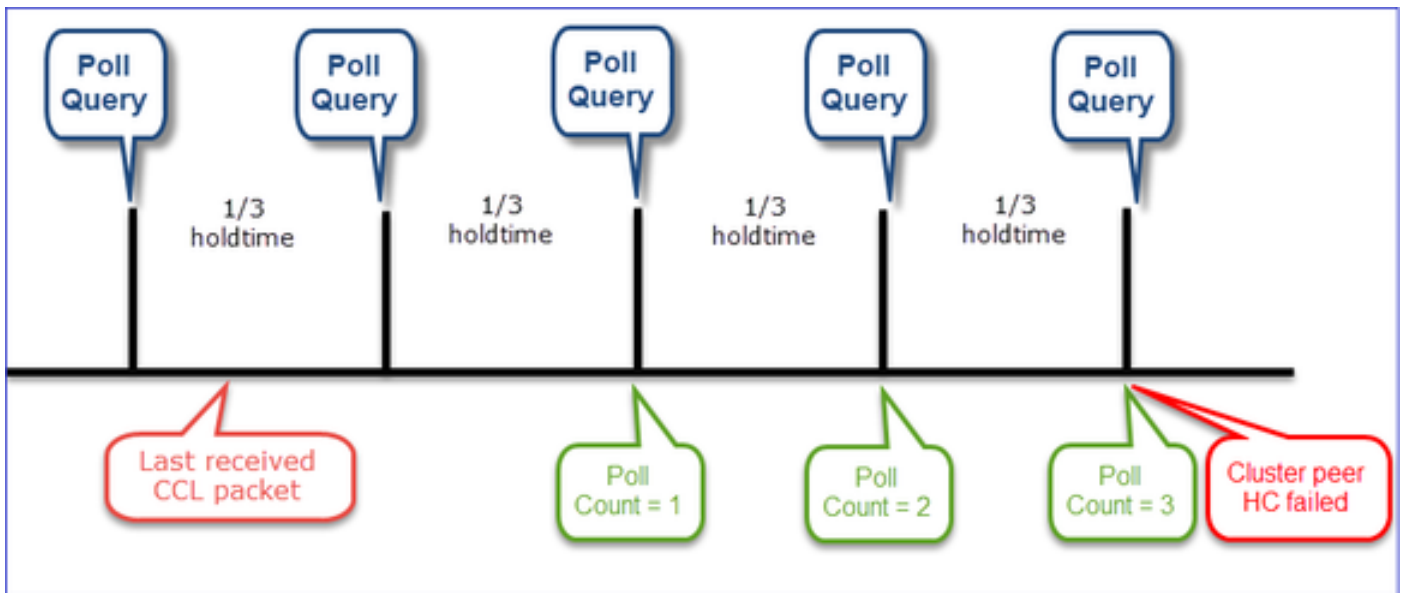 Poll
Query
Poll
Query
Poll
Query
Poll
Query
Poll
Query
1/3
holdtime
1/3
holdtime
1/3
holdtime
1/3
holdtime
Last received
CCL packet
Poll
Count = 1
Poll
Count = 2
Poll
Count = 3
Cluster peer
HC failed